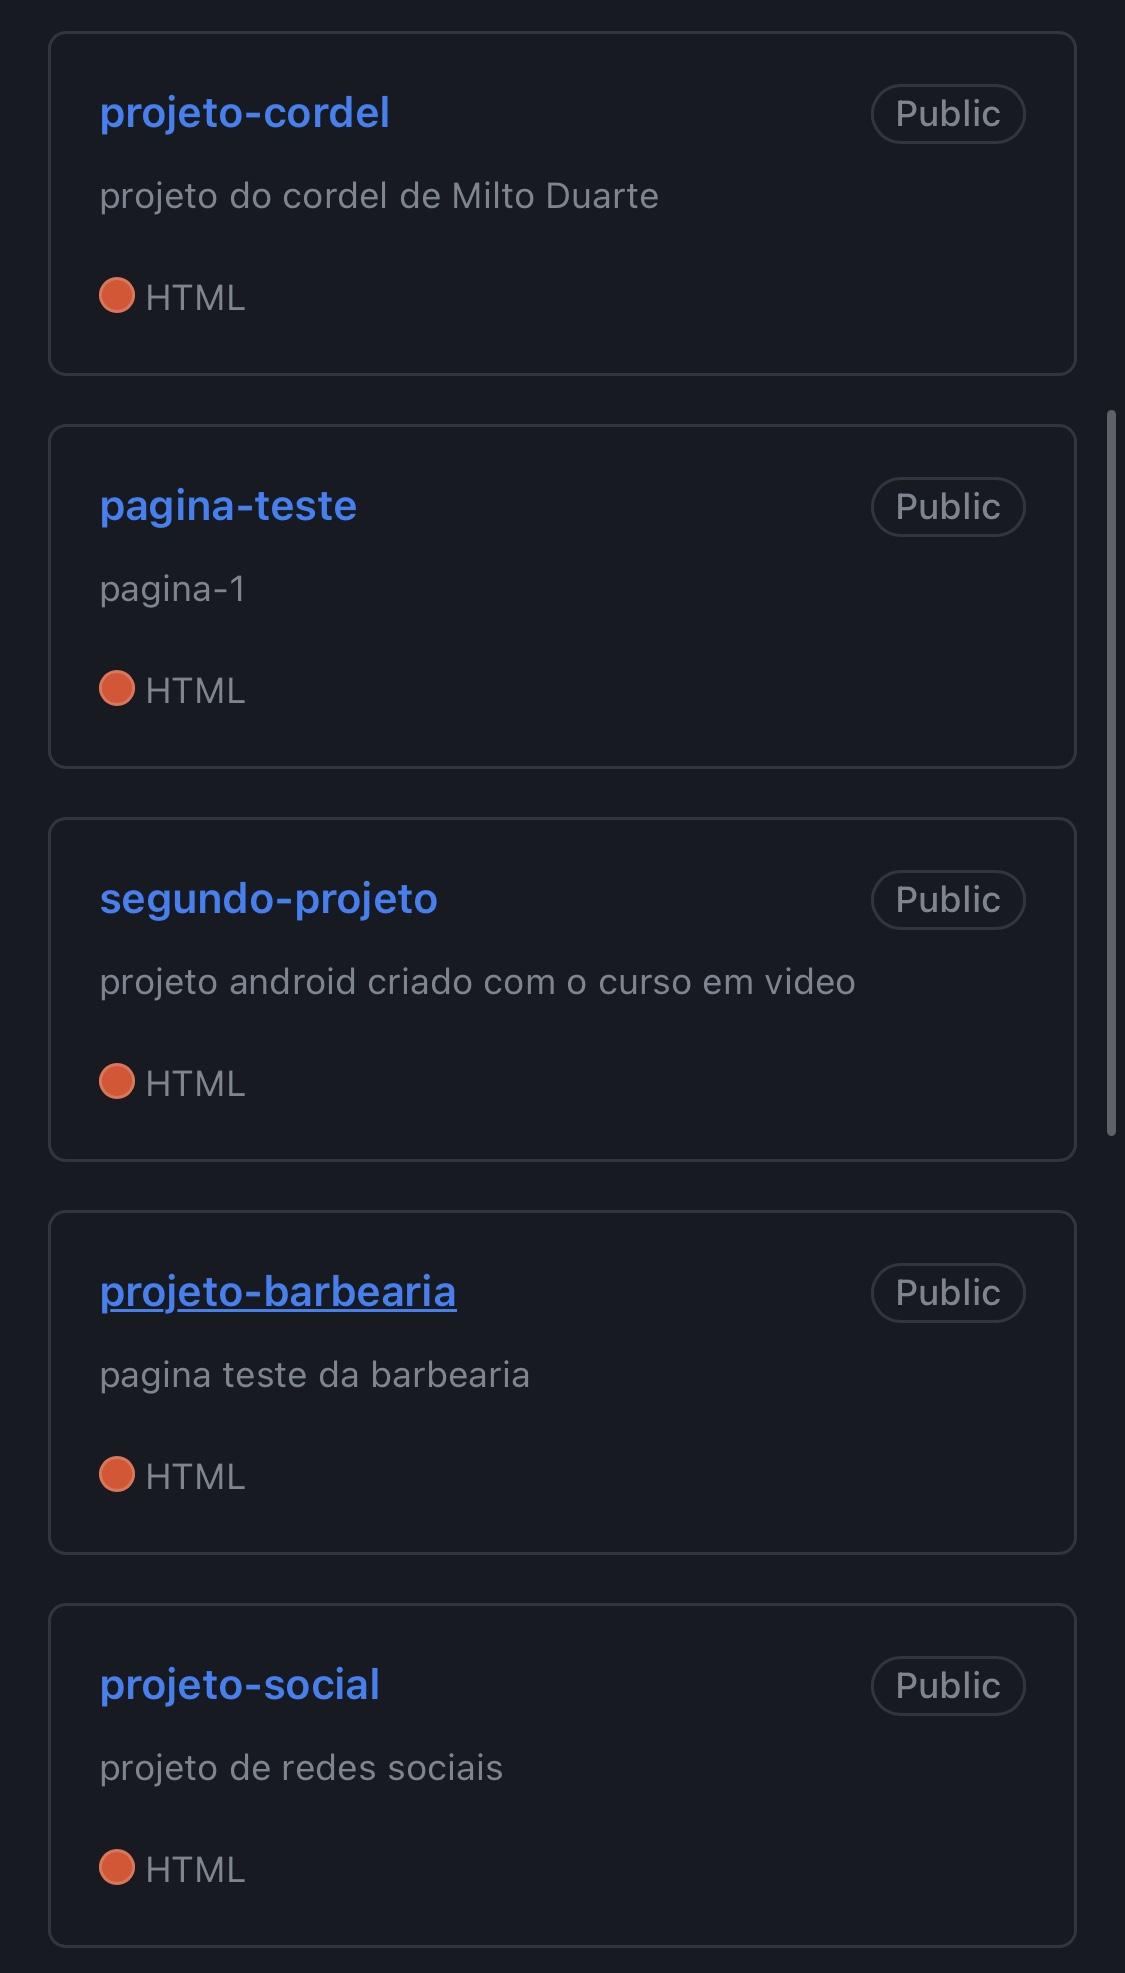 projeto-cordel Public
projeto do cordel de Milto Duarte
HTML
pagina-teste Public
pagina-1
HTML
segundo-projeto Public
projeto android criado com o curso em video
HTML
projeto-barbearia Public
pagina teste da barbearia
HTML
projeto-social Public
projeto de redes sociais
HTML